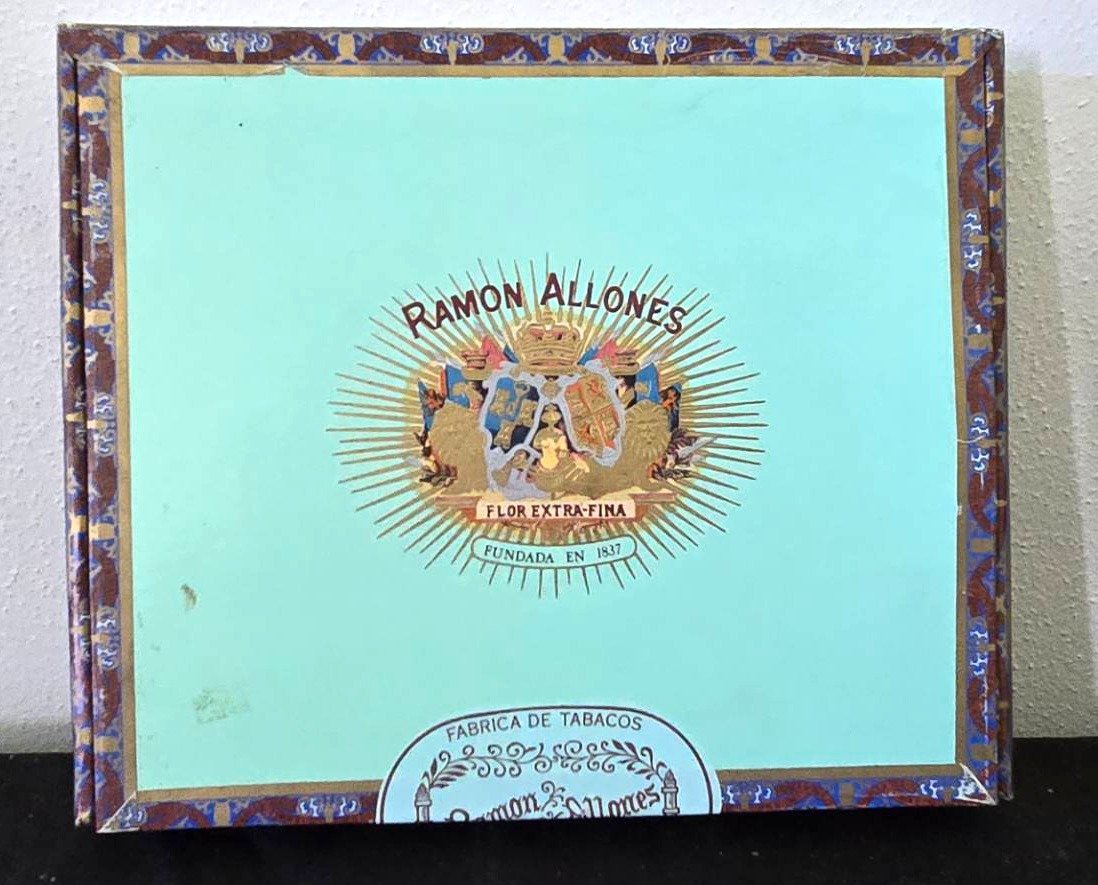 RAMON ALLONES
FLOR EXTRA-FINA
FUNDADA EN 1837
FABRICA DE TABACOS
Ramon Allones